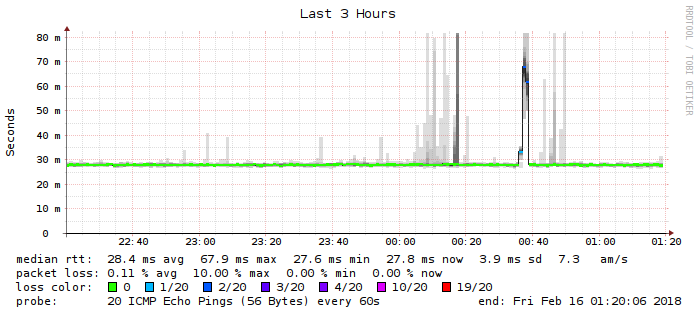 Last 3 Hours
RRDTOOL / TOBI OETIKER
Seconds
80 m
70 m
60 m
50 m
40 m
30 m
20 m
10 m
0
22:40 23:00 23:20 23:40 00:00 00:20 00:40 01:00 01:20
median rtt: 28.4 ms avg 67.9 ms max 27.6 ms min 27.8 ms now 3.9 ms sd 7.3 am/s
packet loss: 0.11 % avg 10.00 % max 0.00 % min 0.00 % now
loss color: 0 1/20 2/20 3/20 4/20 10/20 19/20
probe: 20 ICMP Echo Pings (56 Bytes) every 60s end: Fri Feb 16 01:20:06 2018